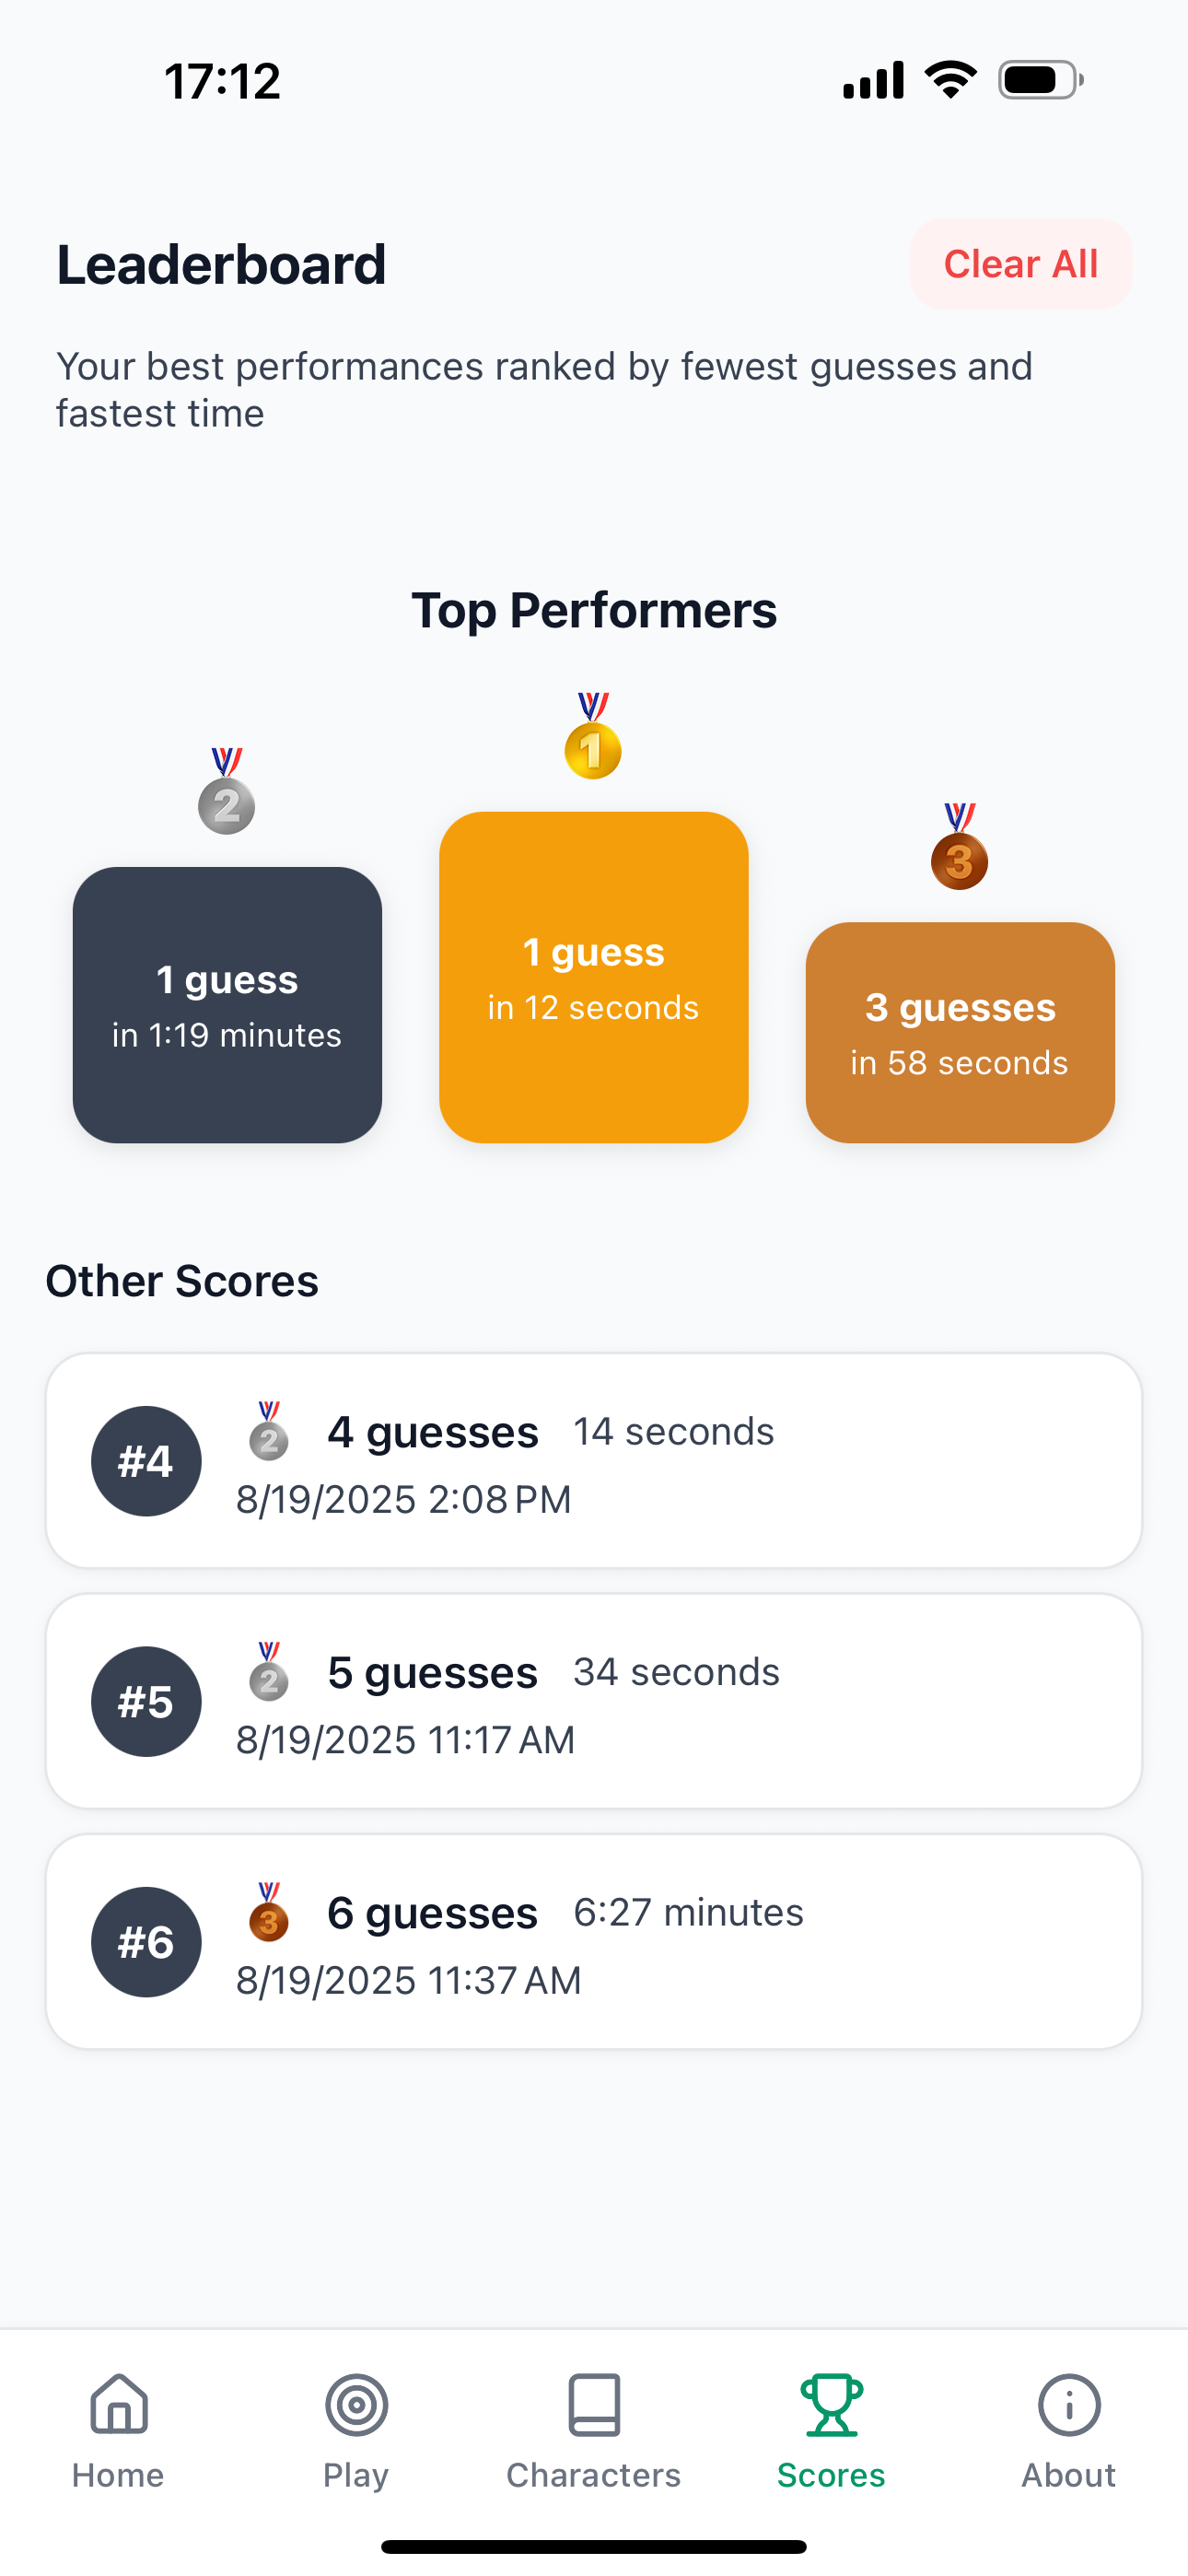 17:12
Leaderboard
Clear All
Your best performances ranked by fewest guesses and
fastest time
Top Performers
2
1 guess
in 1:19 minutes
1
1 guess
in 12 seconds
3
3 guesses
in 58 seconds
Other Scores
#4
2
4 guesses 14 seconds
8/19/2025 2:08 PM
#5
2
5 guesses 34 seconds
8/19/2025 11:17 AM
#6
3
6 guesses 6:27 minutes
8/19/2025 11:37 AM
Home
Play
Characters
Scores
About